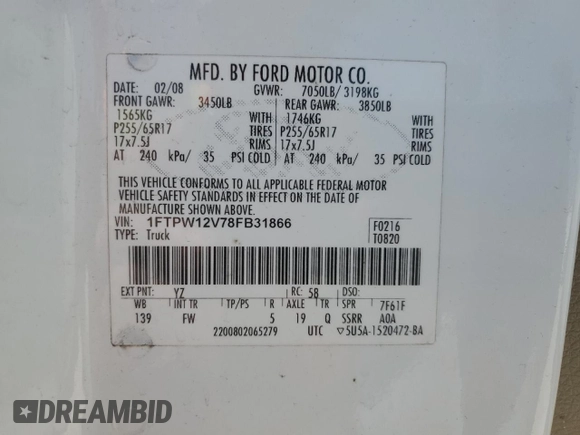 MFD. BY FORD MOTOR CO.
DATE: 02/08 GVWR: 7050LB/ 3198KG
FRONT GAWR: 3450LB REAR GAWR: 3850LB
1565KG WITH 1746KG WITH
P255/65R17 TIRES P255/65R17 TIRES
17x7.5J RIMS 17x7.5J RIMS
AT 240 kPa/ 35 PSI COLD AT 240 kPa/ 35 PSI COLD
THIS VEHICLE CONFORMS TO ALL APPLICABLE FEDERAL MOTOR
VEHICLE SAFETY STANDARDS IN EFFECT ON THE DATE OF
MANUFACTURE SHOWN ABOVE.
VIN: 1FTPW12V78FB31866 F0216
TYPE: Truck T0820
EXT PNT: YZ RC: 58 DSO:
WB INT TR TP/PS R AXLE TR SPR 7F61F
139 FW 5 19 Q SSRR A0A
2200802065279 UTC ▽5U5A-1520472-BA
DREAMBID